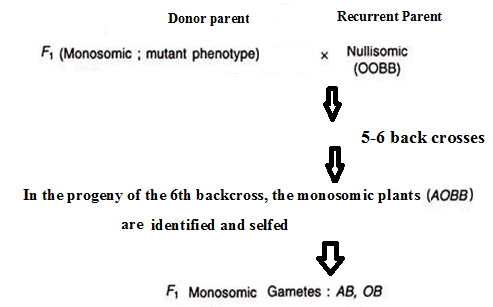 Donor parent Recurrent Parent
F1 (Monosomic ; mutant phenotype) × Nullisomic
(OOBB)
5-6 back crosses
In the progeny of the 6th backcross, the monosomic plants (AOBB)
are identified and selfed
F1 Monosomic Gametes : AB, OB